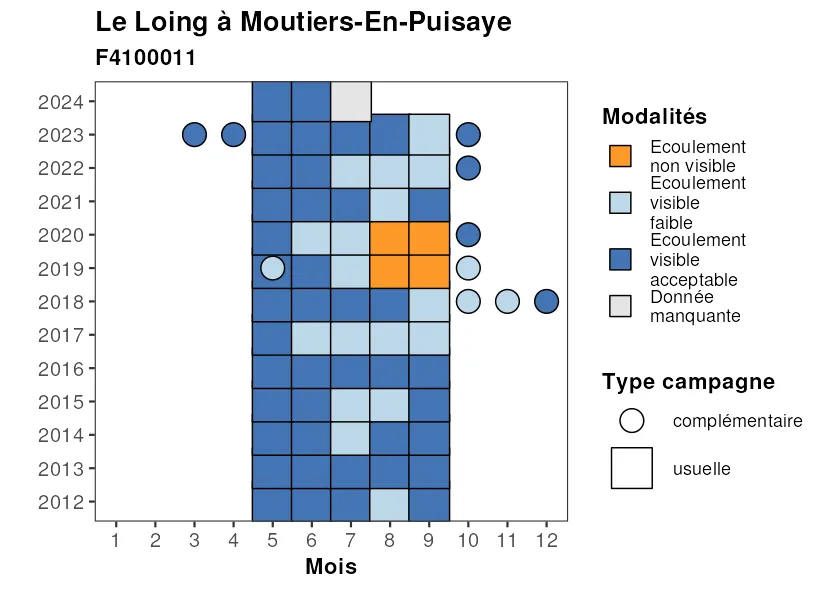 Le Loing à Moutiers-En-Puisaye
F4100011
2024
2023
2022
2021
2020
2019
2018
2017
2016
2015
2014
2013
2012
1 2 3 4 5 6 7 8 9 10 11 12
Mois
Modalités
Ecoulement
non visible
Ecoulement
visible
faible
Ecoulement
visible
acceptable
Donnée
manquante
Type campagne
complémentaire
usuelle